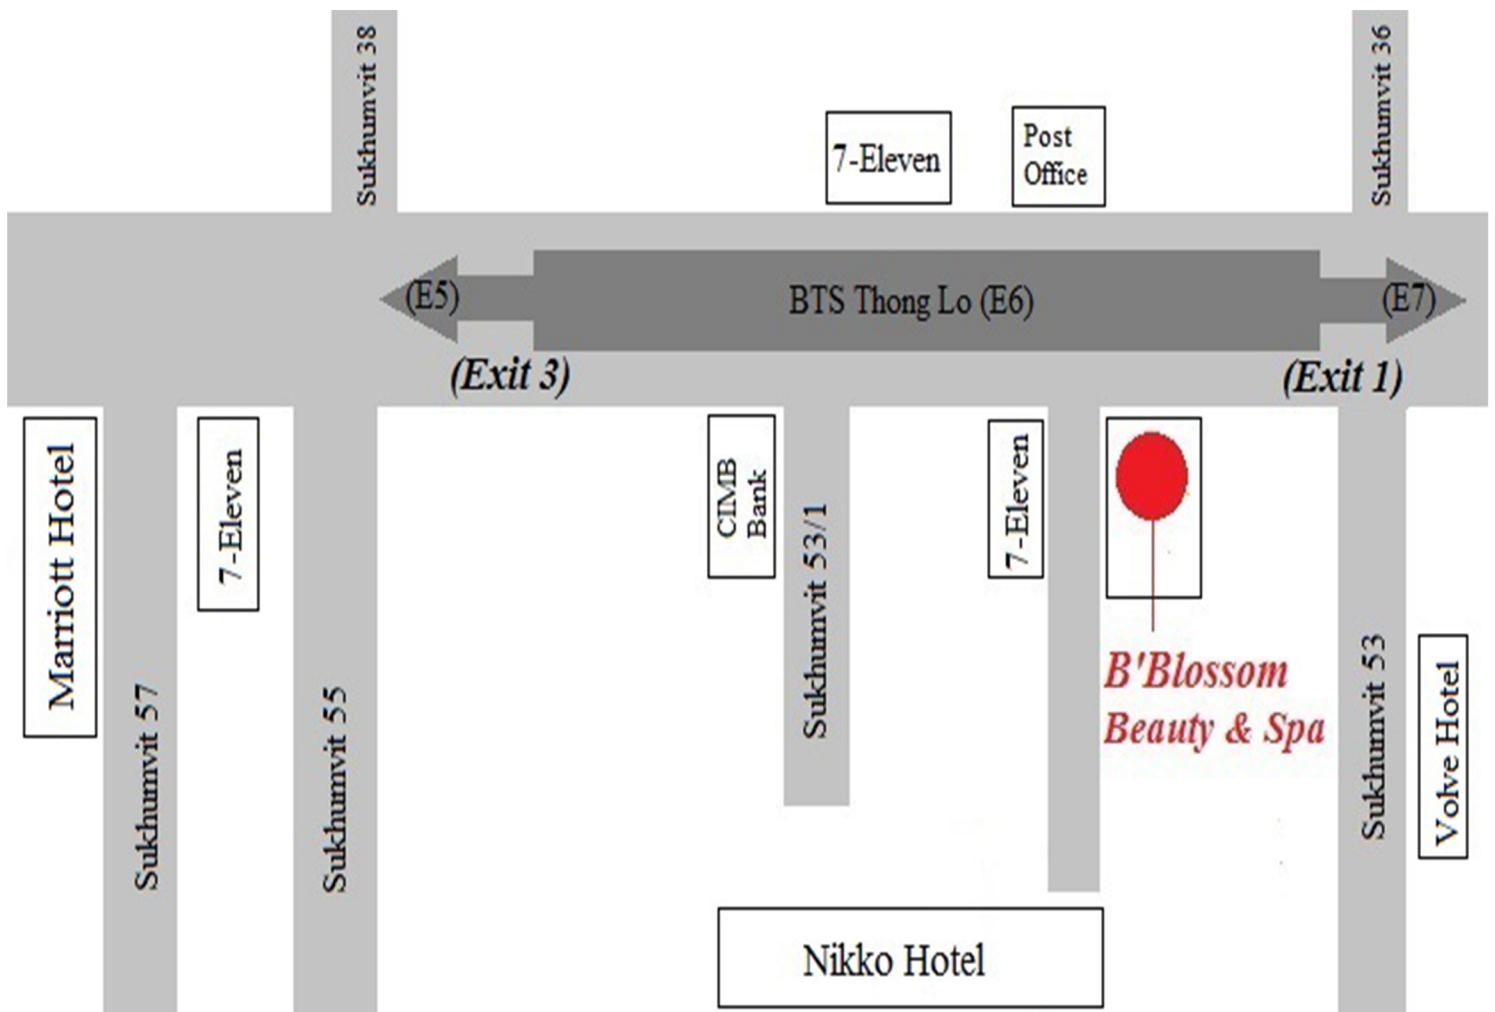 Sukhumvit 38
Sukhumvit 36
7-Eleven
Post
Office
(E5)
BTS Thong Lo (E6)
(E7)
(Exit 3)
(Exit 1)
Marriott Hotel
Sukhumvit 57
7-Eleven
Sukhumvit 55
CIMB
Bank
Sukhumvit 53/1
7-Eleven
B'Blossom
Beauty & Spa
Sukhumvit 53
Volve Hotel
Nikko Hotel